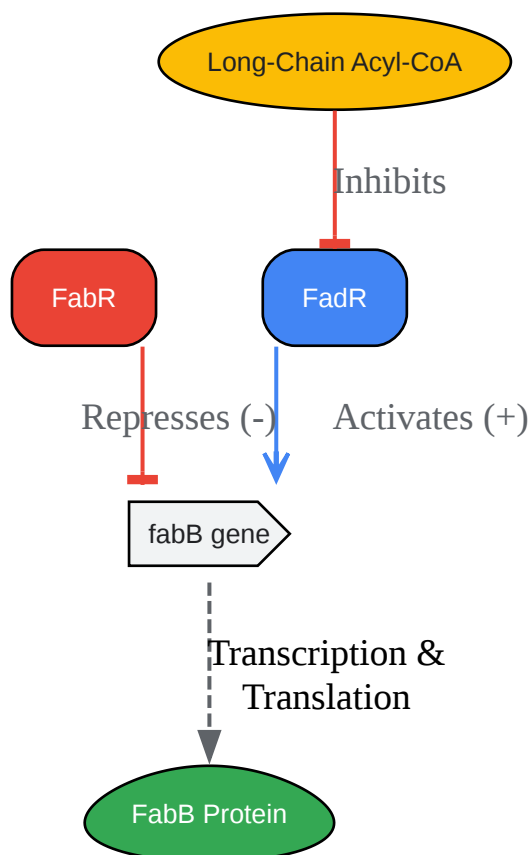 Long-Chain Acyl-CoA
Inhibits
FabR
FadR
Represses (-)
Activates (+)
fabB gene
Transcription &
Translation
FabB Protein